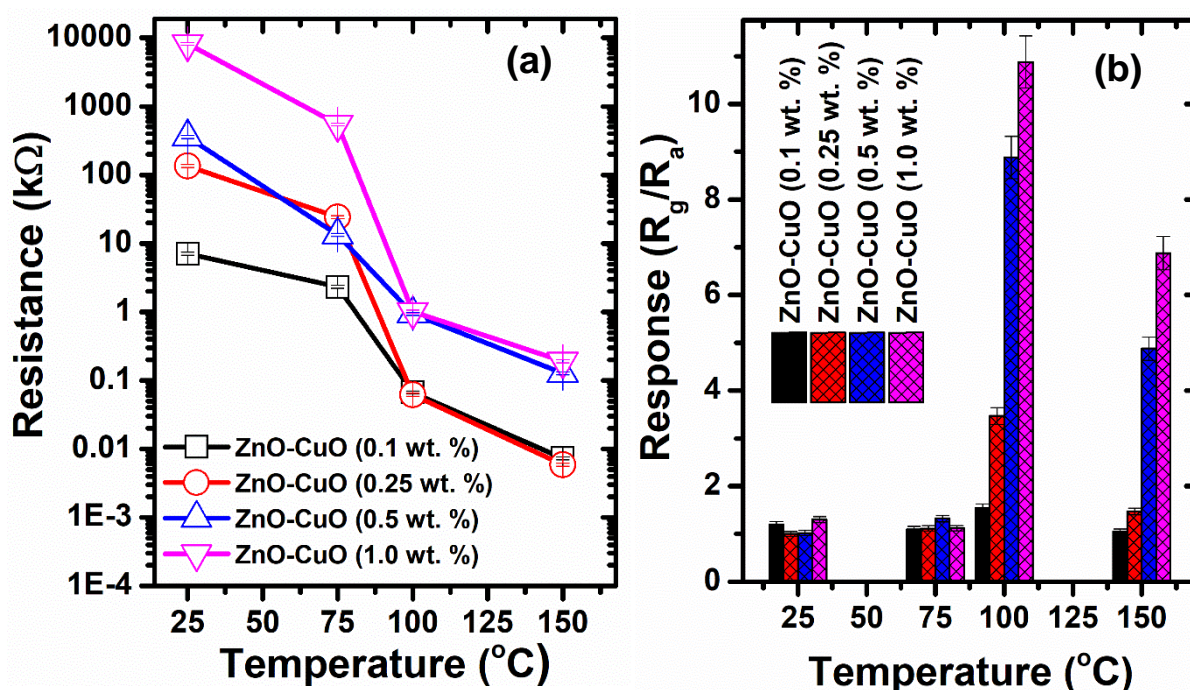 (a)
Resistance (kΩ)
10000
1000
100
10
1
0.1
0.01
1E-3
1E-4
ZnO-CuO (0.1 wt. %)
ZnO-CuO (0.25 wt. %)
ZnO-CuO (0.5 wt. %)
ZnO-CuO (1.0 wt. %)
25 50 75 100 125 150
Temperature (°C)
(b)
Response (Rg/Ra)
10
8
6
4
2
0
ZnO-CuO (0.1 wt. %)
ZnO-CuO (0.25 wt. %)
ZnO-CuO (0.5 wt. %)
ZnO-CuO (1.0 wt. %)
25 50 75 100 125 150
Temperature (°C)